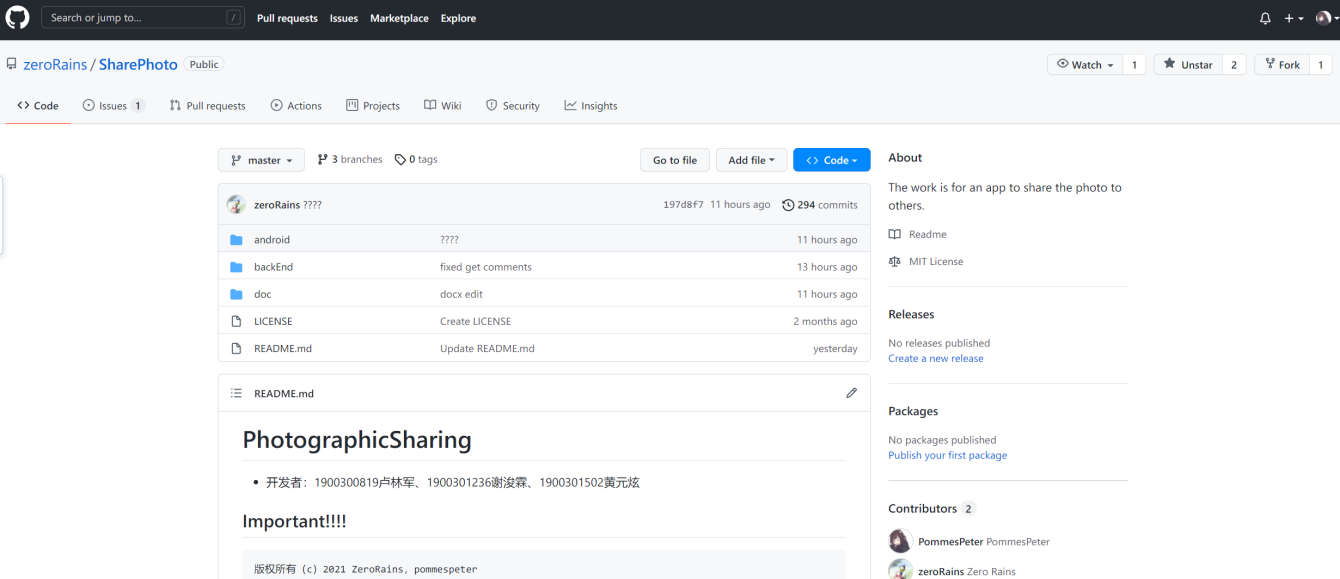 Search or jump to... / Pull requests Issues Marketplace Explore
zeroRains / SharePhoto Public Watch 1 Unstar 2 Fork 1
Code Issues 1 Pull requests Actions Projects Wiki Security Insights
master 3 branches 0 tags Go to file Add file Code
zeroRains ???? 197d8f7 11 hours ago 294 commits
android ???? 11 hours ago
backEnd fixed get comments 13 hours ago
doc docx edit 11 hours ago
LICENSE Create LICENSE 2 months ago
README.md Update README.md yesterday
README.md
PhotographicSharing
• 开发者：1900300819卢林军、1900301236谢浚霖、1900301502黄元炫
Important!!!!
版权所有 (c) 2021 ZeroRains, pommespeter
About
The work is for an app to share the photo to
others.
Readme
MIT License
Releases
No releases published
Create a new release
Packages
No packages published
Publish your first package
Contributors 2
PommesPeter PommesPeter
zeroRains Zero Rains